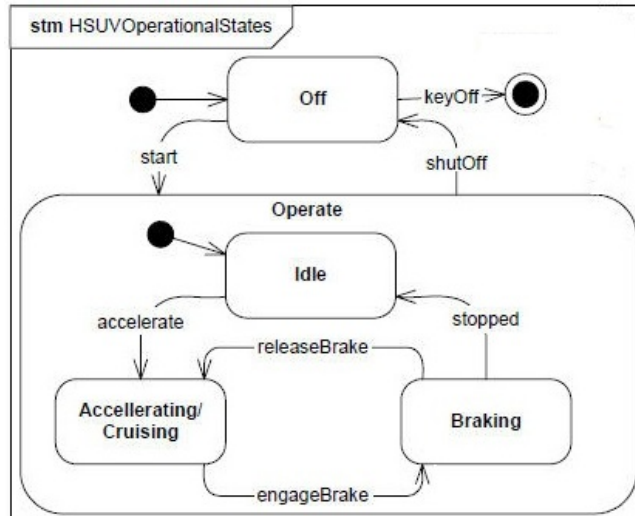 stm HSUVOperationalStates
Off
keyOff
start
shutOff
Operate
Idle
accelerate
stopped
releaseBrake
Accellerating/
Cruising
Braking
engageBrake